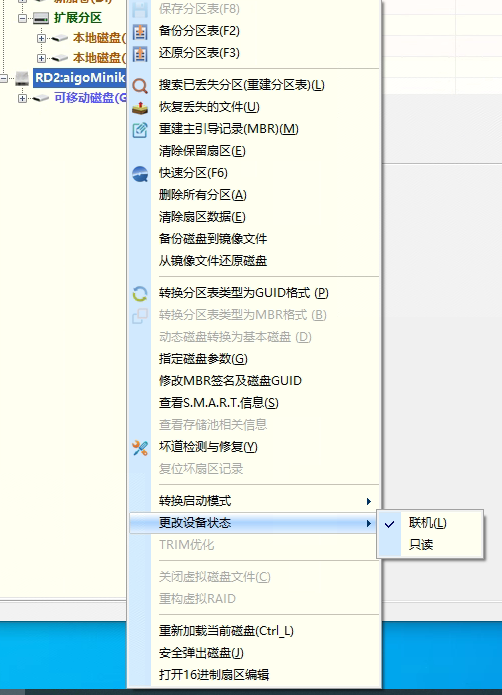 保存分区表(F8)
扩展分区
备份分区表(F2)
本地磁盘(
还原分区表(F3)
本地磁盘(
RD2:aigoMinik
搜索已丢失分区(重建分区表)(L)
可移动磁盘(G
恢复丢失的文件(U)
重建主引导记录(MBR)(M)
清除保留扇区(E)
快速分区(F6)
删除所有分区(A)
清除扇区数据(E)
备份磁盘到镜像文件
从镜像文件还原磁盘
转换分区表类型为GUID格式 (P)
转换分区表类型为MBR格式 (B)
动态磁盘转换为基本磁盘 (D)
指定磁盘参数(G)
修改MBR签名及磁盘GUID
查看S.M.A.R.T.信息(S)
查看存储池相关信息
坏道检测与修复(Y)
复位坏扇区记录
转换启动模式
更改设备状态
联机(L)
只读
TRIM优化
关闭虚拟磁盘文件(C)
重构虚拟RAID
重新加载当前磁盘(Ctrl_L)
安全弹出磁盘(J)
打开16进制扇区编辑